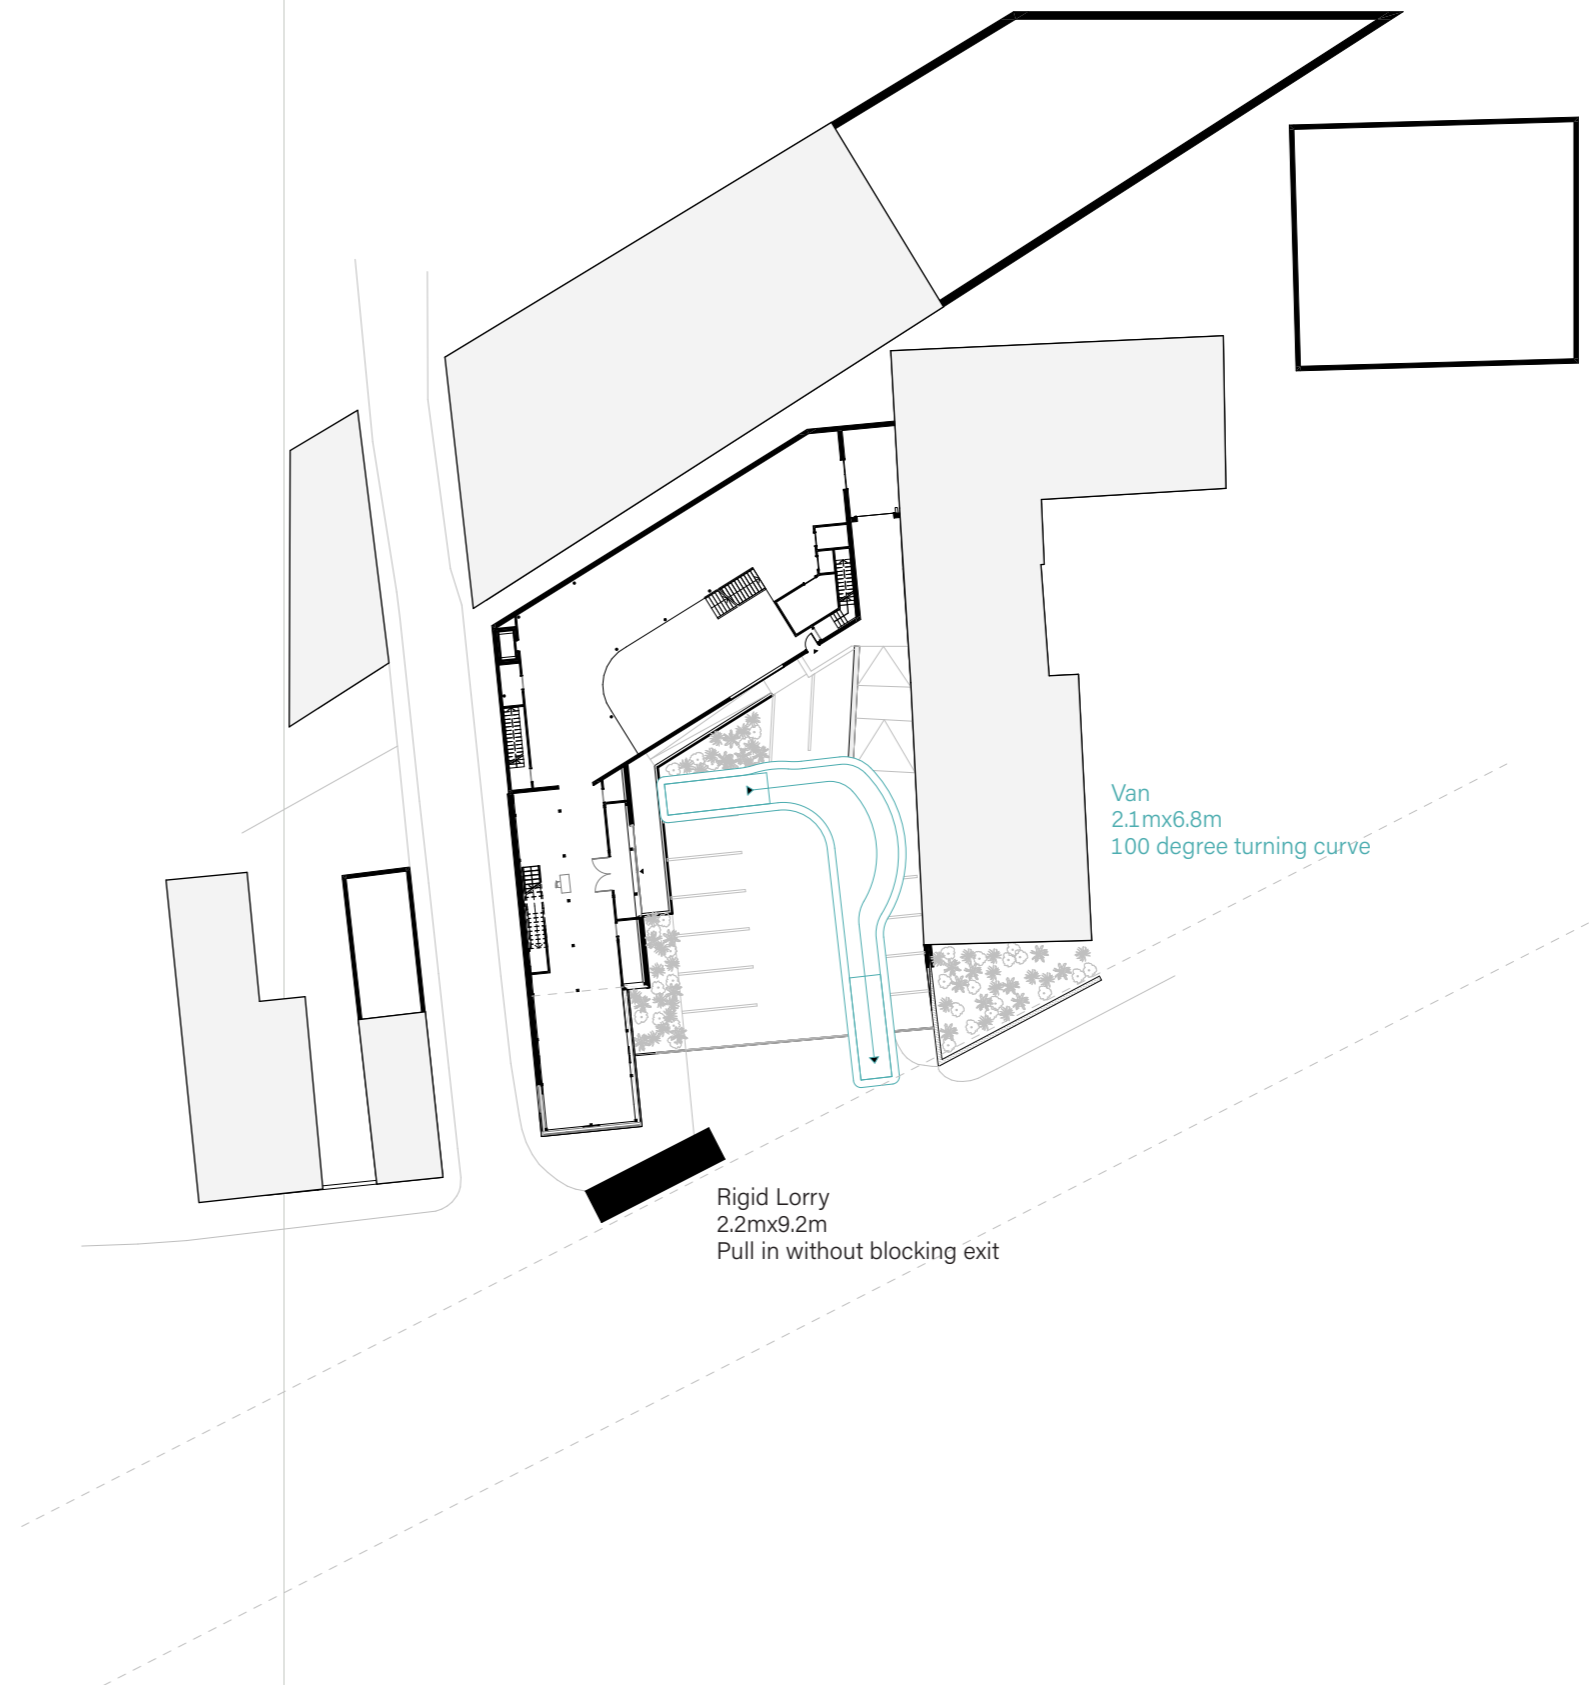 Van
2.1mx6.8m
100 degree turning curve
Rigid Lorry
2.2mx9.2m
Pull in without blocking exit